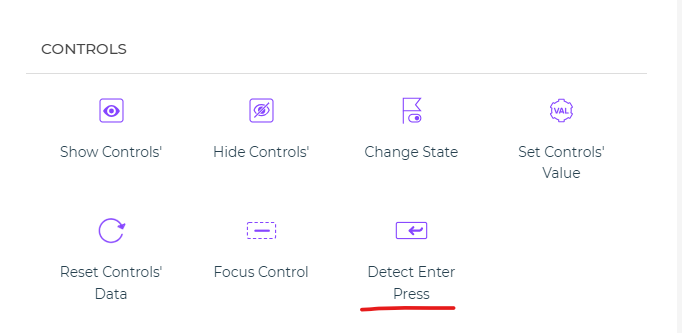 CONTROLS
VAL
Show Controls' Hide Controls' Change State Set Controls'
Value
Reset Controls' Focus Control Detect Enter
Data Press